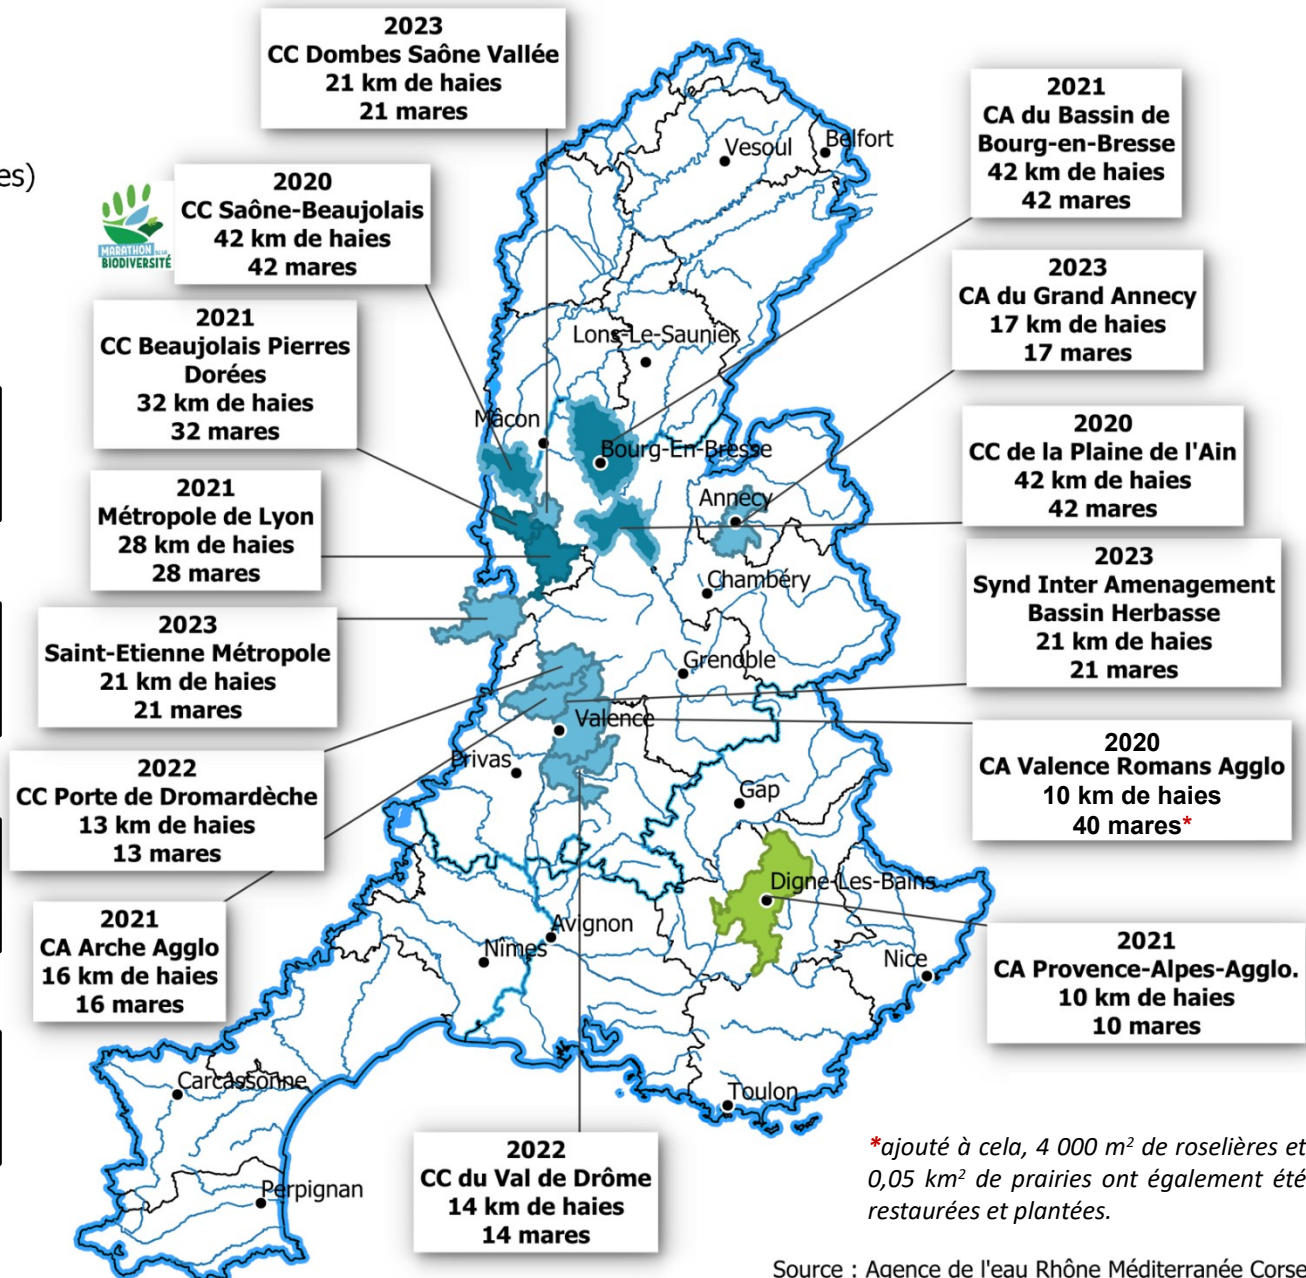 es)
2023
CC Dombes Saône Vallée
21 km de haies
21 mares
2021
CA du Bassin de
Bourg-en-Bresse
42 km de haies
42 mares
MARATHON DE LA
BIODIVERSITÉ
2020
CC Saône-Beaujolais
42 km de haies
42 mares
2023
CA du Grand Annecy
17 km de haies
17 mares
2021
CC Beaujolais Pierres
Dorées
32 km de haies
32 mares
2020
CC de la Plaine de l'Ain
42 km de haies
42 mares
2021
Métropole de Lyon
28 km de haies
28 mares
2023
Synd Inter Amenagement
Bassin Herbasse
21 km de haies
21 mares
2023
Saint-Etienne Métropole
21 km de haies
21 mares
2020
CA Valence Romans Agglo
10 km de haies
40 mares*
2022
CC Porte de Dromardèche
13 km de haies
13 mares
2021
CA Arche Agglo
16 km de haies
16 mares
2021
CA Provence-Alpes-Agglo.
10 km de haies
10 mares
2022
CC du Val de Drôme
14 km de haies
14 mares
Vesoul
Belfort
Lons-Le-Saunier
Mâcon
Bourg-En-Bresse
Annecy
Chambéry
Grenoble
Valence
Privas
Gap
Digne-Les-Bains
Avignon
Nîmes
Nice
Carcassonne
Toulon
Perpignan
*ajouté à cela, 4 000 m² de roselières et
0,05 km² de prairies ont également été
restaurées et plantées.
Source : Agence de l'eau Rhône Méditerranée Corse